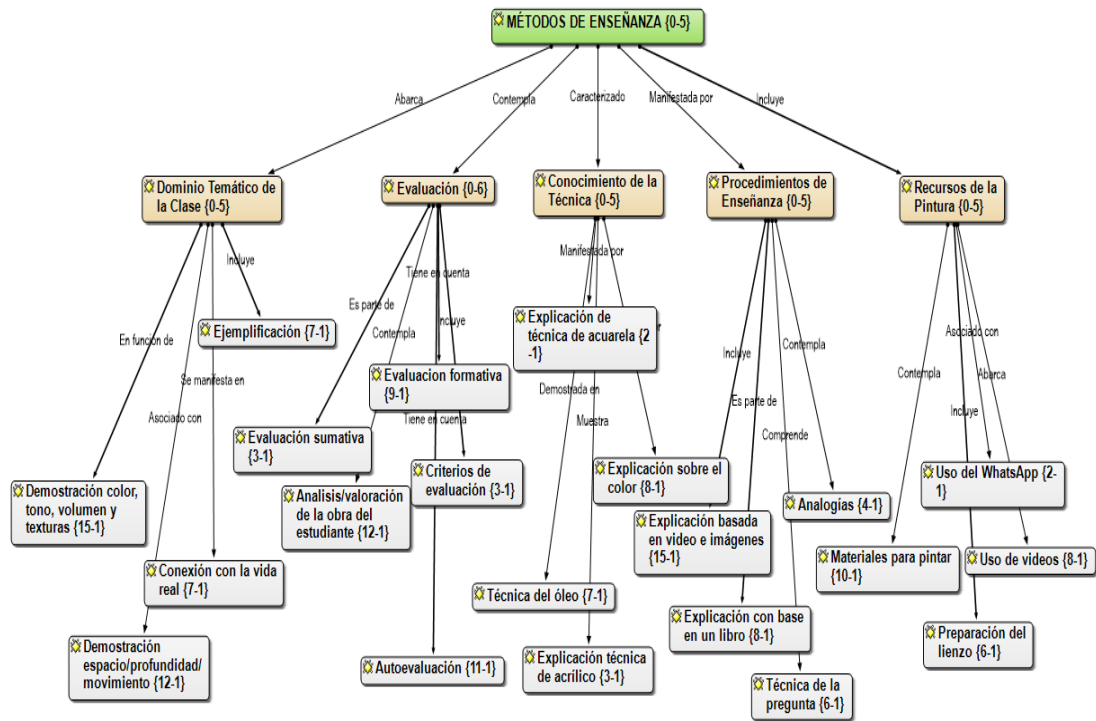 MÉTODOS DE ENSEÑANZA {0-5}
Abarca
Contempla
Caracterizado
Manifestada por
Incluye
Dominio Temático de
la Clase {0-5}
Evaluación {0-6}
Conocimiento de la
Técnica {0-5}
Procedimientos de
Enseñanza {0-5}
Recursos de la
Pintura {0-5}
En función de
Asociado con
Se manifesta en
Incluye
Ejemplificación {7-1}
Demostración color,
tono, volumen y
texturas {15-1}
Conexión con la vida
real {7-1}
Demostración
espacio/profundidad/
movimiento {12-1}
Es parte de
Contempla
Tiene en cuenta
Incluye
Tiene en cuenta
Evaluacion formativa
{9-1}
Evaluación sumativa
{3-1}
Analisis/valoración
de la obra del
estudiante {12-1}
Criterios de
evaluación {3-1}
Autoevaluación {11-1}
Manifestada por
Demostrada en
Muestra
Explicación de
técnica de acuarela {2
-1}
Explicación sobre el
color {8-1}
Técnica del óleo {7-1}
Explicación técnica
de acrílico {3-1}
Incluye
Es parte de
Comprende
Contempla
Explicación basada
en video e imágenes
{15-1}
Analogías {4-1}
Explicación con base
en un libro {8-1}
Técnica de la
pregunta {6-1}
Contempla
Incluye
Asociado con
Abarca
Uso del WhatsApp {2-
1}
Materiales para pintar
{10-1}
Uso de videos {8-1}
Preparación del
lienzo {6-1}